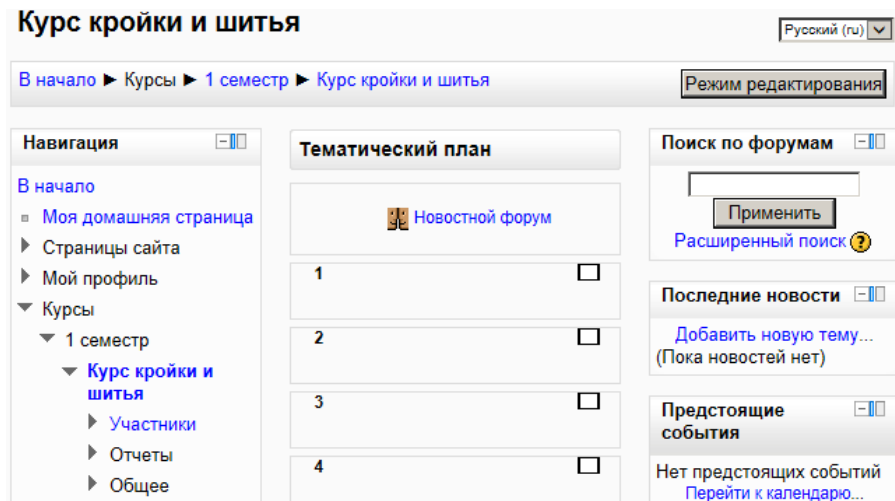 Курс кройки и шитья
Русский (ru)
В начало ► Курсы ► 1 семестр ► Курс кройки и шитья
Режим редактирования
Навигация
В начало
Моя домашняя страница
Страницы сайта
Мой профиль
Курсы
1 семестр
Курс кройки и
шитья
Участники
Отчеты
Общее
Тематический план
Новостной форум
1
2
3
4
Поиск по форумам
Применить
Расширенный поиск ?
Последние новости
Добавить новую тему...
(Пока новостей нет)
Предстоящие
события
Нет предстоящих событий
Перейти к календарю...